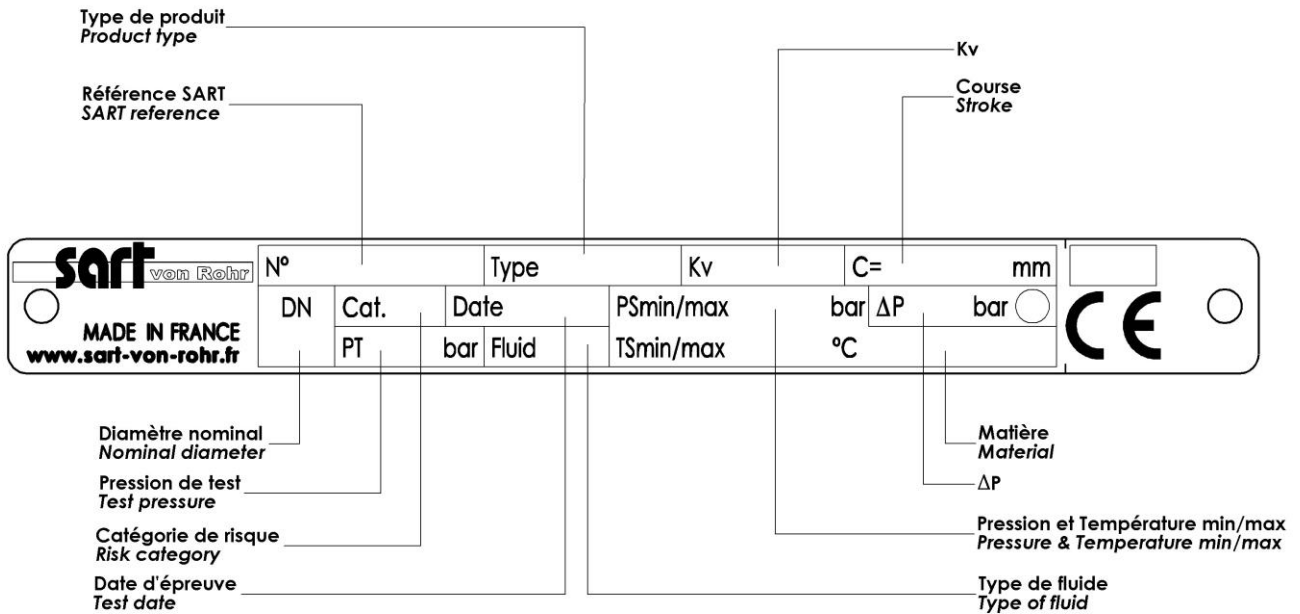 Type de produit
Product type
Kv
Référence SART
SART reference
Course
Stroke
sart von Rohr
MADE IN FRANCE
www.sart-von-rohr.fr
Nº Type Kv C= mm
DN Cat. Date PSmin/max bar ΔP bar
PT bar Fluid TSmin/max ºC
CE
Diamètre nominal
Nominal diameter
Matière
Material
Pression de test
Test pressure
ΔP
Catégorie de risque
Risk category
Pression et Température min/max
Pressure & Temperature min/max
Date d'épreuve
Test date
Type de fluide
Type of fluid